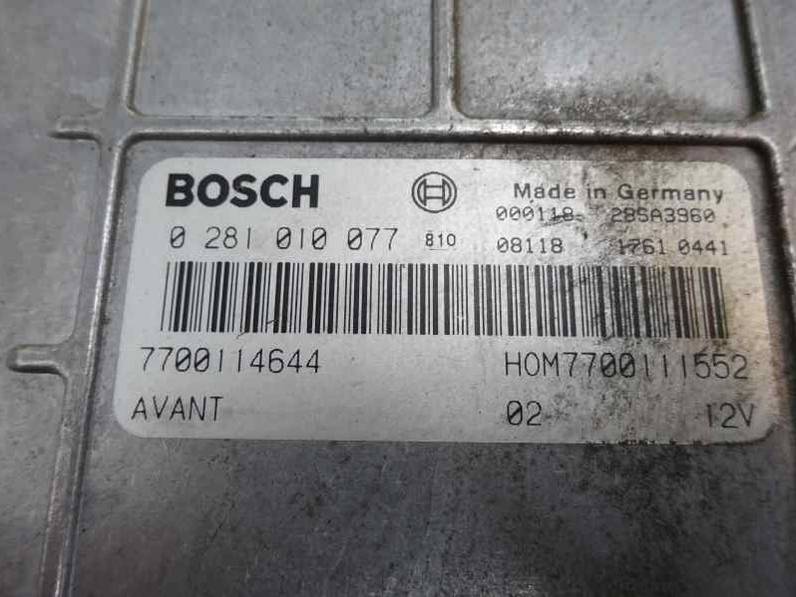 BOSCH Made in Germany
000118 28SA3960
0 281 010 077 810 08118 1761 0441
7700114644 HOM7700111552
AVANT 02 12V